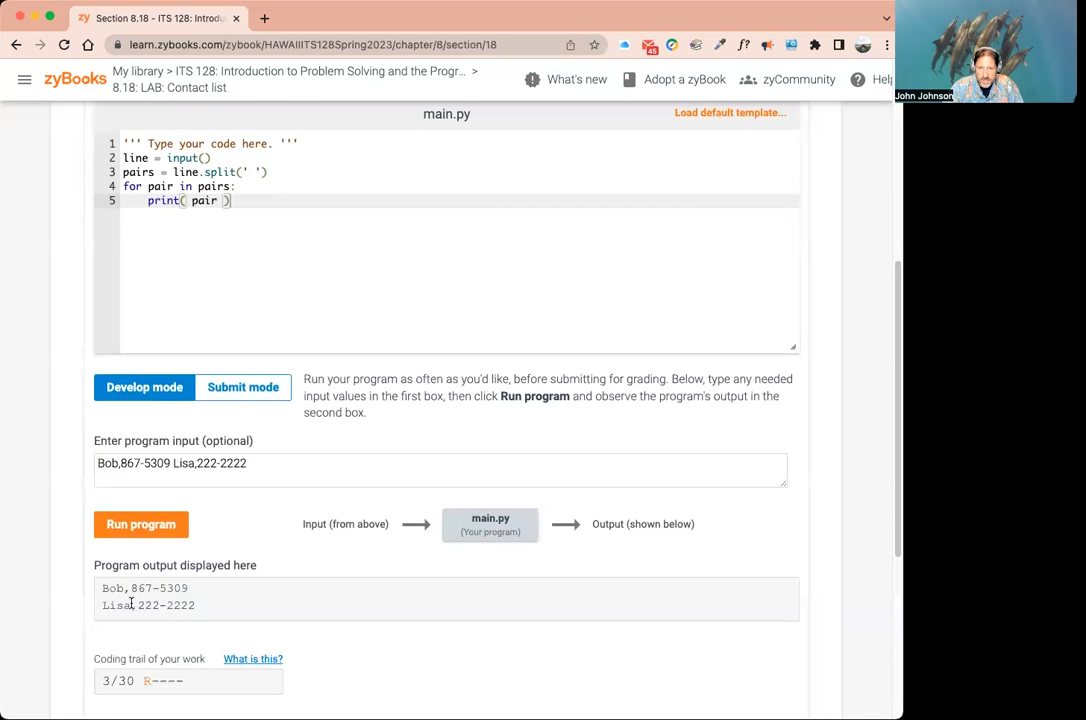 Section 8.18 - ITS 128: Introdu
learn.zybooks.com/zybook/HAWAIIITS128Spring2023/chapter/8/section/18
45
f?
John Johnson
zyBooks
My library > ITS 128: Introduction to Problem Solving and the Progr... >
8.18: LAB: Contact list
What's new
Adopt a zyBook
zyCommunity
Help
main.py
Load default template...
1 ''' Type your code here. '''
2 line = input()
3 pairs = line.split(' ')
4 for pair in pairs:
5     print( pair )
Develop mode
Submit mode
Run your program as often as you'd like, before submitting for grading. Below, type any needed
input values in the first box, then click Run program and observe the program's output in the
second box.
Enter program input (optional)
Bob,867-5309 Lisa,222-2222
Run program
Input (from above)
main.py
(Your program)
Output (shown below)
Program output displayed here
Bob,867-5309
Lisa,222-2222
Coding trail of your work
What is this?
3/30 R----